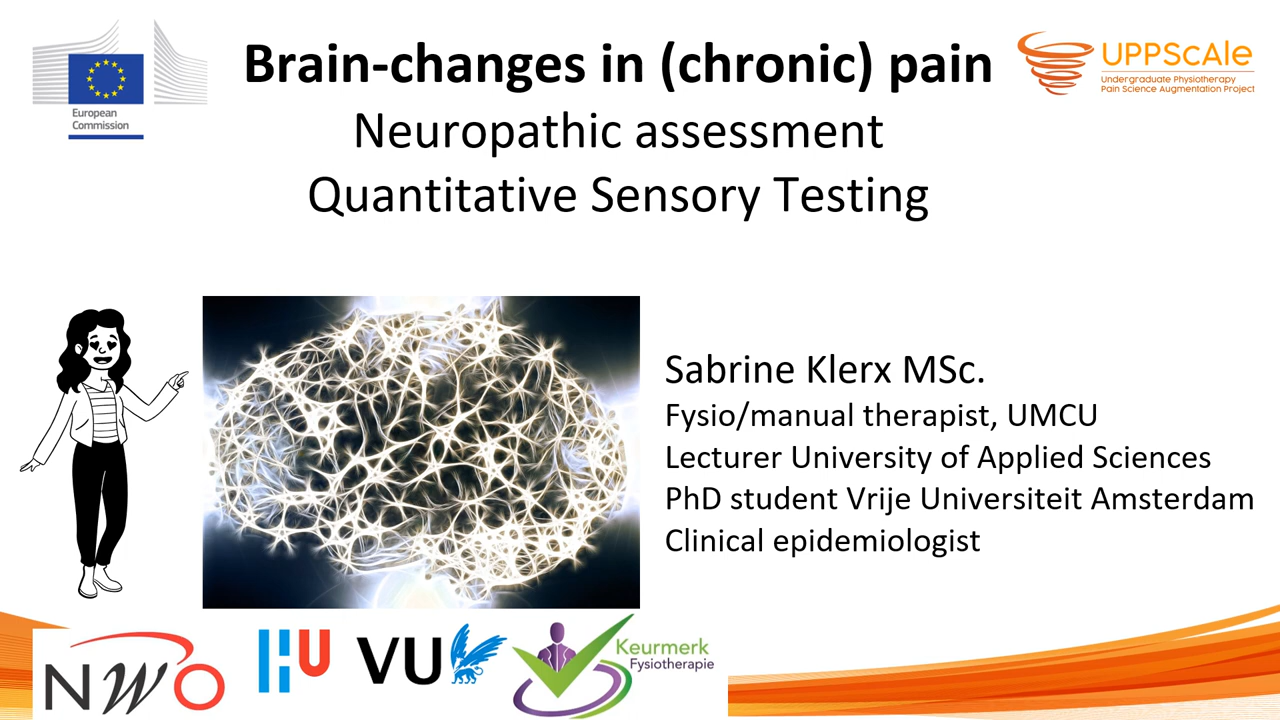 Brain-changes in (chronic) pain
Neuropathic assessment
Quantitative Sensory Testing
European
Commission
UPPSCAle
Undergraduate Physiotherapy
Pain Science Augmentation Project
Sabrine Klerx MSc.
Fysio/manual therapist, UMCU
Lecturer University of Applied Sciences
PhD student Vrije Universiteit Amsterdam
Clinical epidemiologist
NWO
HU
VU
Keurmerk
Fysiotherapie